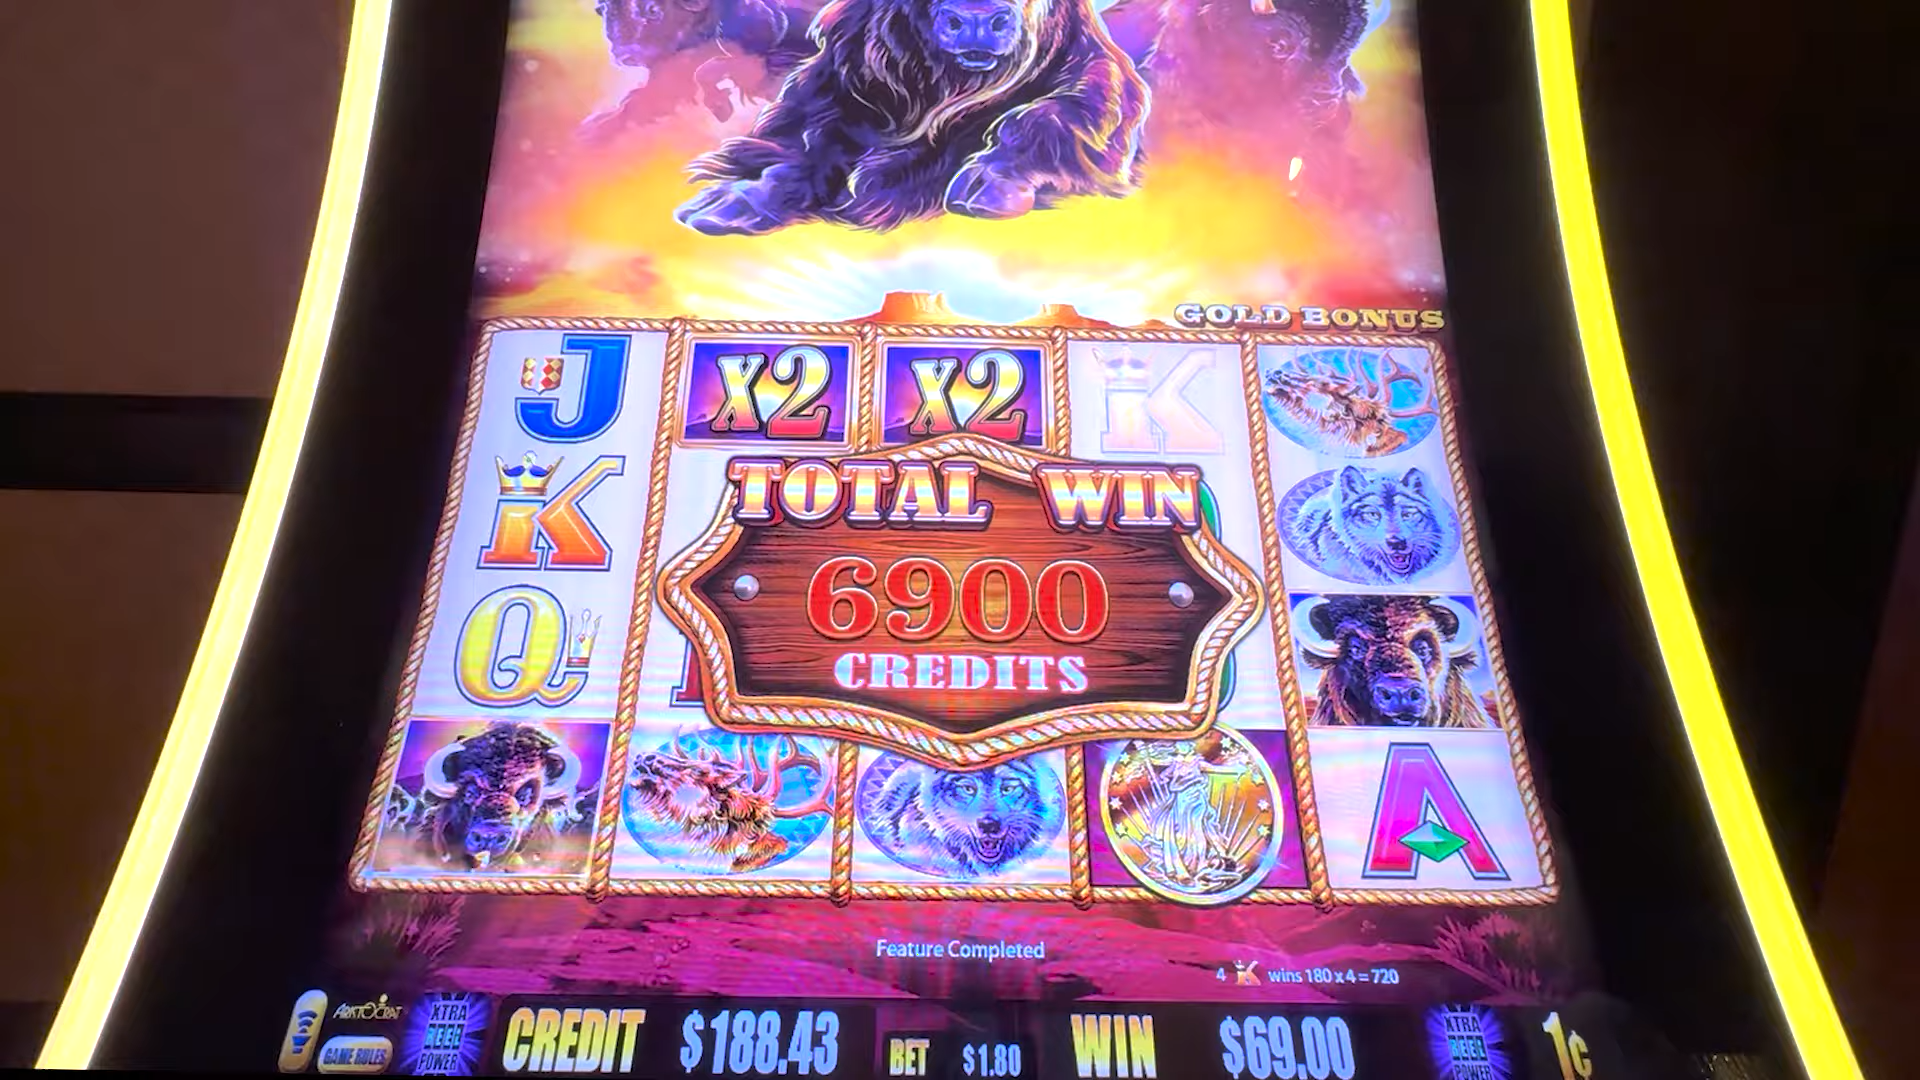 GOLD BONUS
J
X2
X2
K
K
Q
TOTAL WIN
6900
CREDITS
A
Feature Completed
4 K wins 180 x 4 = 720
ARISTOCRAT
GAME RULES
XTRA
REEL
POWER
CREDIT $188.43
BET $1.80
WIN $69.00
XTRA
REEL
POWER
1¢